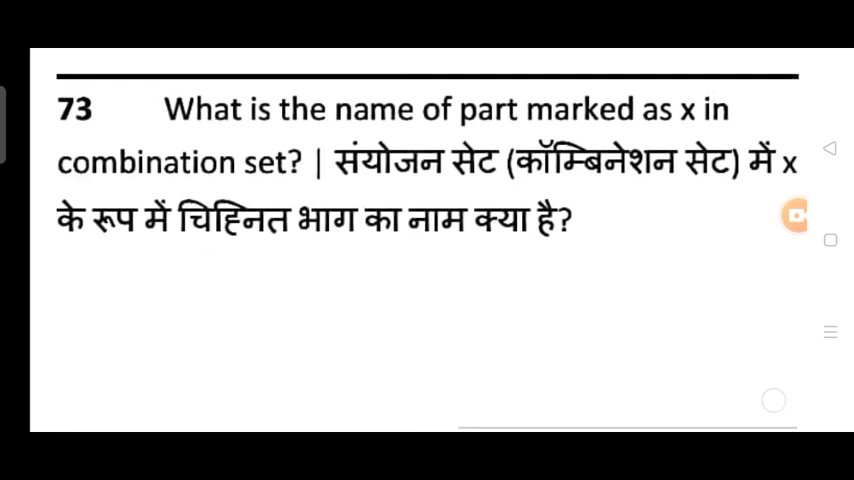 73 What is the name of part marked as x in
combination set? | संयोजन सेट (कॉम्बिनेशन सेट) में x
के रूप में चिह्नित भाग का नाम क्या है?